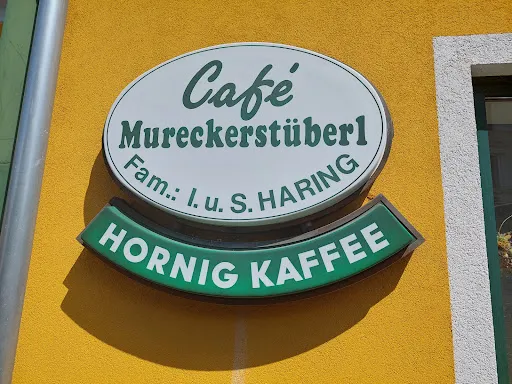 Café
Mureckerstüberl
Fam.: I. u. S. HARING
HORNIG KAFFEE